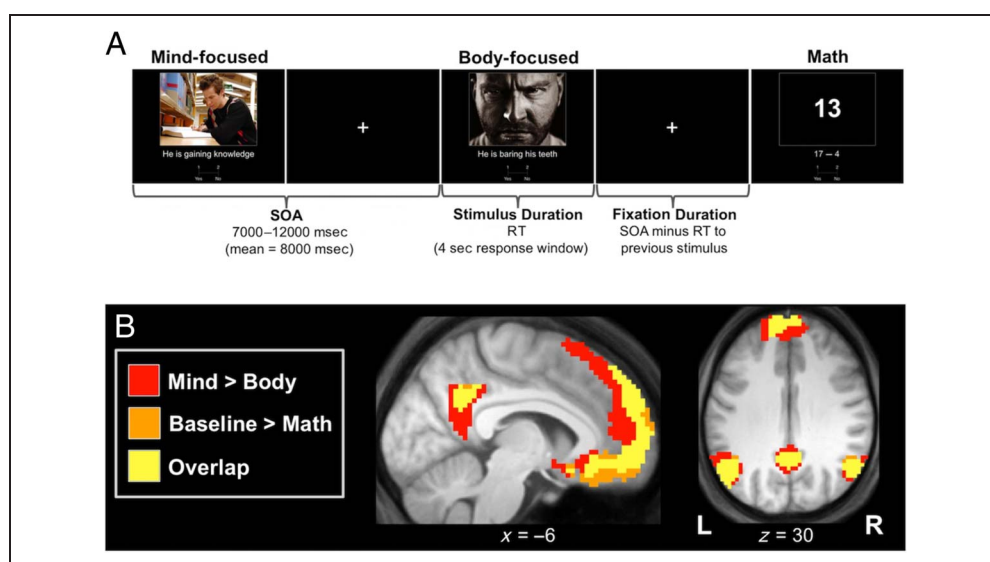 A
Mind-focused
Body-focused
Math
+
+
13
He is gaining knowledge
He is baring his teeth
17 – 4
1 2
Yes No
1 2
Yes No
1 2
Yes No
SOA
7000–12000 msec
(mean = 8000 msec)
Stimulus Duration
RT
(4 sec response window)
Fixation Duration
SOA minus RT to
previous stimulus
B
Mind > Body
Baseline > Math
Overlap
x = –6
L
z = 30
R